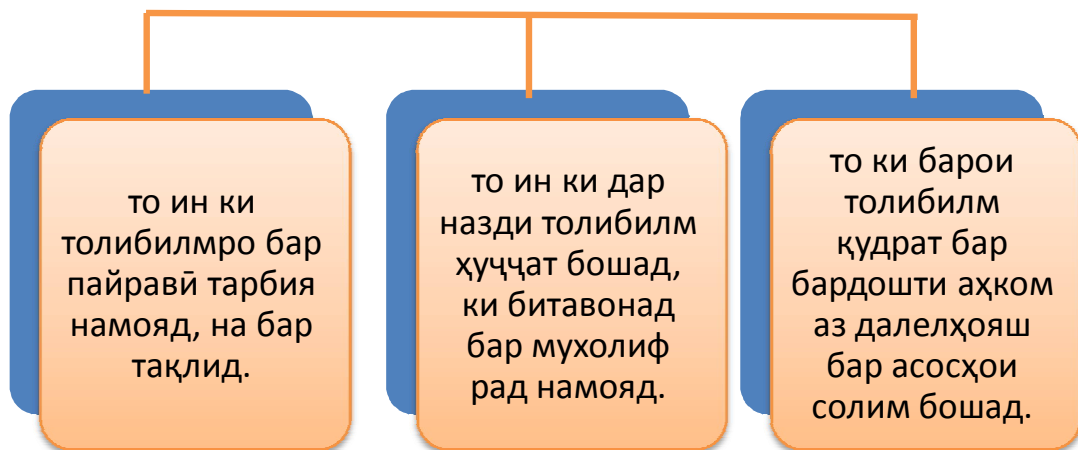 то ин ки
толибилмро бар
пайравӣ тарбия
намояд, на бар
тақлид.
то ин ки дар
назди толибилм
ҳуҷҷат бошад,
ки битавонад
бар мухолиф
рад намояд.
то ки барои
толибилм
қудрат бар
бардошти аҳком
аз далелҳояш
бар асосҳои
солим бошад.